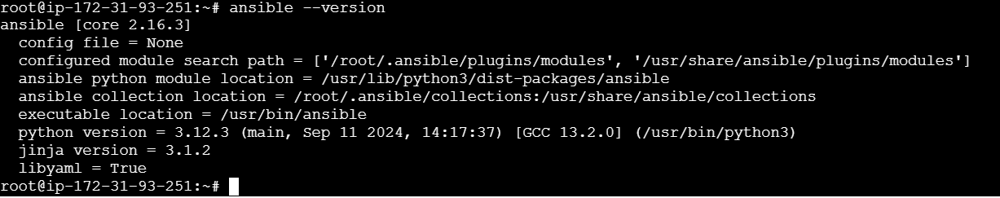 root@ip-172-31-93-251:~# ansible --version
ansible [core 2.16.3]
  config file = None
  configured module search path = ['/root/.ansible/plugins/modules', '/usr/share/ansible/plugins/modules']
  ansible python module location = /usr/lib/python3/dist-packages/ansible
  ansible collection location = /root/.ansible/collections:/usr/share/ansible/collections
  executable location = /usr/bin/ansible
  python version = 3.12.3 (main, Sep 11 2024, 14:17:37) [GCC 13.2.0] (/usr/bin/python3)
  jinja version = 3.1.2
  libyaml = True
root@ip-172-31-93-251:~#